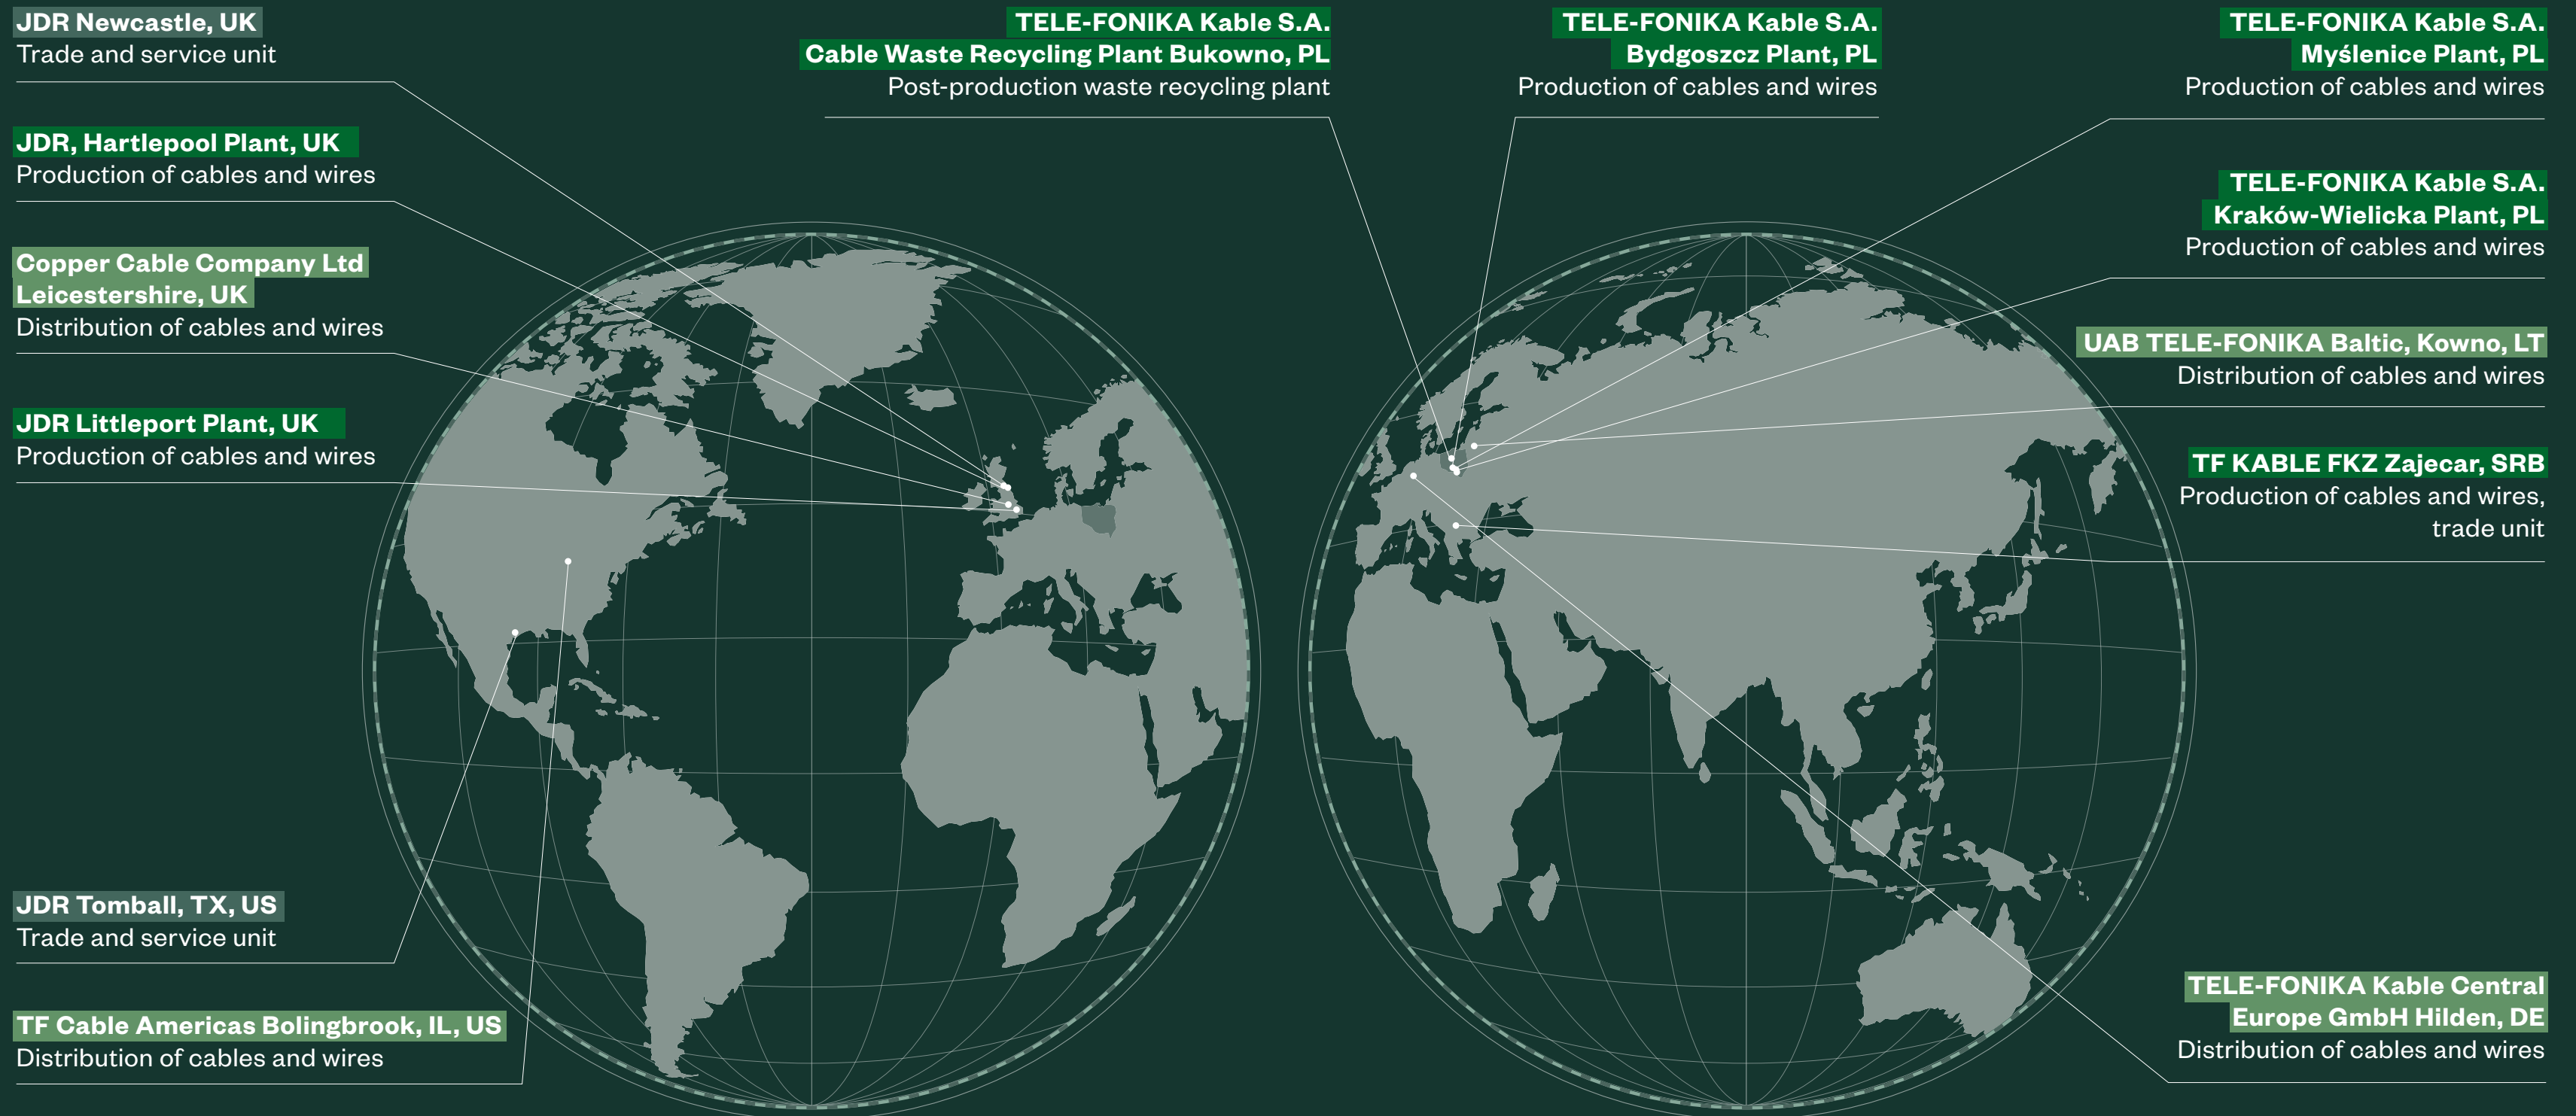 JDR Newcastle, UK
Trade and service unit
JDR, Hartlepool Plant, UK
Production of cables and wires
Copper Cable Company Ltd
Leicestershire, UK
Distribution of cables and wires
JDR Littleport Plant, UK
Production of cables and wires
JDR Tomball, TX, US
Trade and service unit
TF Cable Americas Bolingbrook, IL, US
Distribution of cables and wires
TELE-FONIKA Kable S.A.
Cable Waste Recycling Plant Bukowno, PL
Post-production waste recycling plant
TELE-FONIKA Kable S.A.
Bydgoszcz Plant, PL
Production of cables and wires
TELE-FONIKA Kable S.A.
Myślenice Plant, PL
Production of cables and wires
TELE-FONIKA Kable S.A.
Kraków-Wielicka Plant, PL
Production of cables and wires
UAB TELE-FONIKA Baltic, Kowno, LT
Distribution of cables and wires
TF KABLE FKZ Zajecar, SRB
Production of cables and wires,
trade unit
TELE-FONIKA Kable Central
Europe GmbH Hilden, DE
Distribution of cables and wires